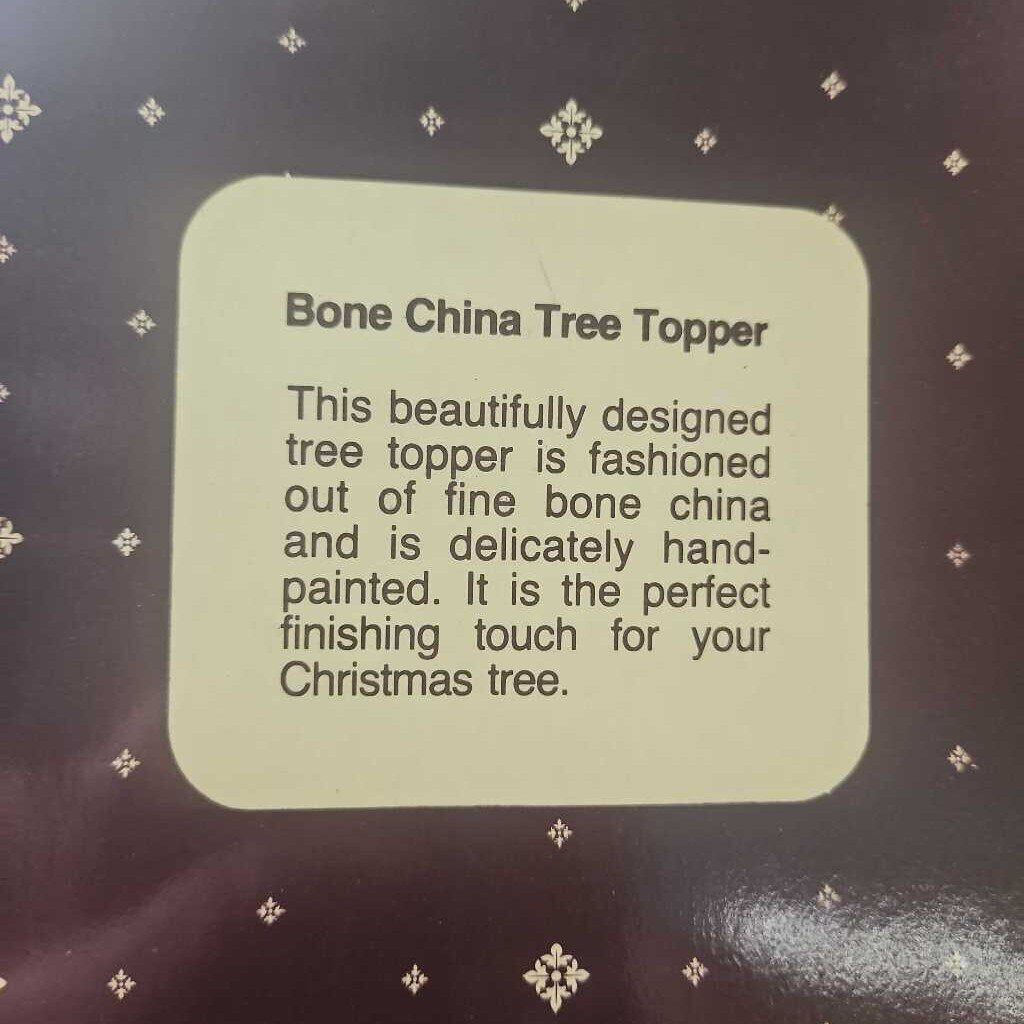 Bone China Tree Topper
This beautifully designed
tree topper is fashioned
out of fine bone china
and is delicately hand-
painted. It is the perfect
finishing touch for your
Christmas tree.